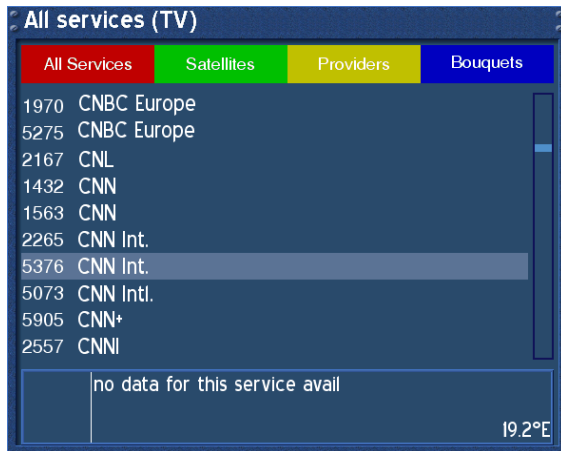 All services (TV)
All Services Satellites Providers Bouquets
1970 CNBC Europe
5275 CNBC Europe
2167 CNL
1432 CNN
1563 CNN
2265 CNN Int.
5376 CNN Int.
5073 CNN Intl.
5905 CNN+
2557 CNNI
no data for this service avail
19.2°E